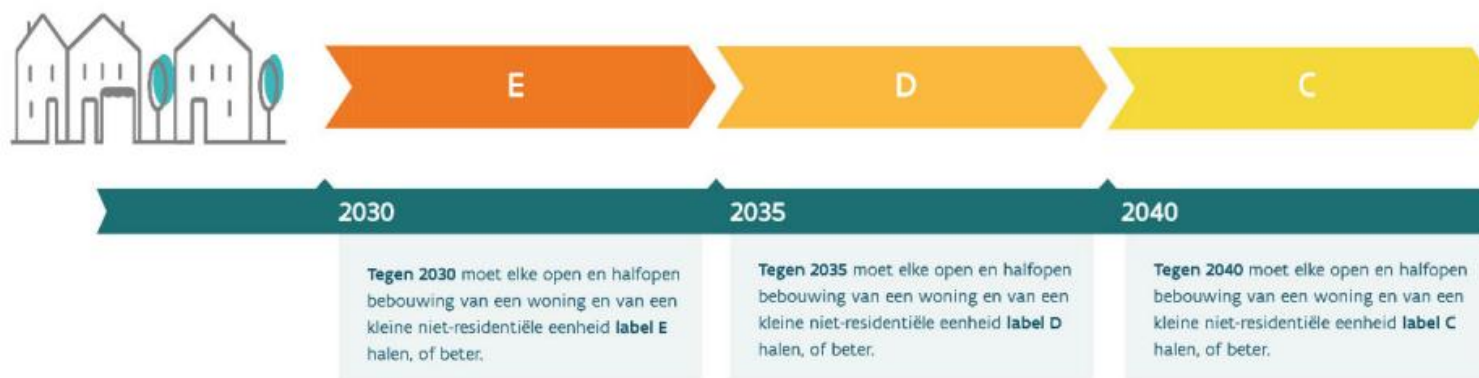 E
D
C
2030
2035
2040
Tegen 2030 moet elke open en halfopen
bebouwing van een woning en van een
kleine niet-residentiële eenheid label E
halen, of beter.
Tegen 2035 moet elke open en halfopen
bebouwing van een woning en van een
kleine niet-residentiële eenheid label D
halen, of beter.
Tegen 2040 moet elke open en halfopen
bebouwing van een woning en van een
kleine niet-residentiële eenheid label C
halen, of beter.